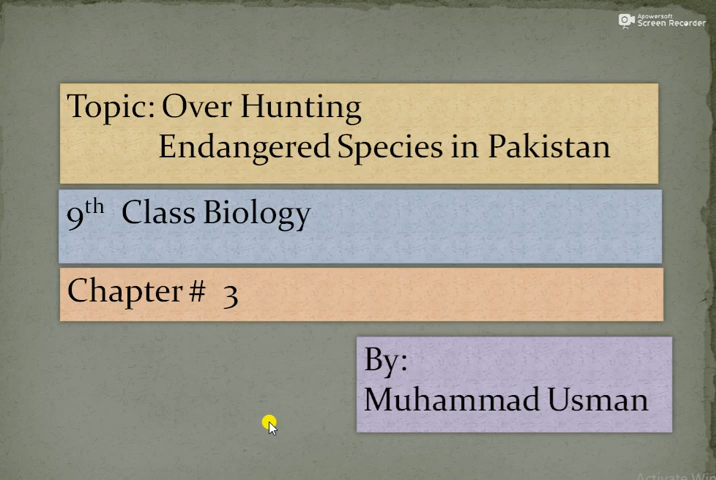 Apowersoft
Screen Recorder
Topic: Over Hunting
Endangered Species in Pakistan
9th Class Biology
Chapter # 3
By:
Muhammad Usman